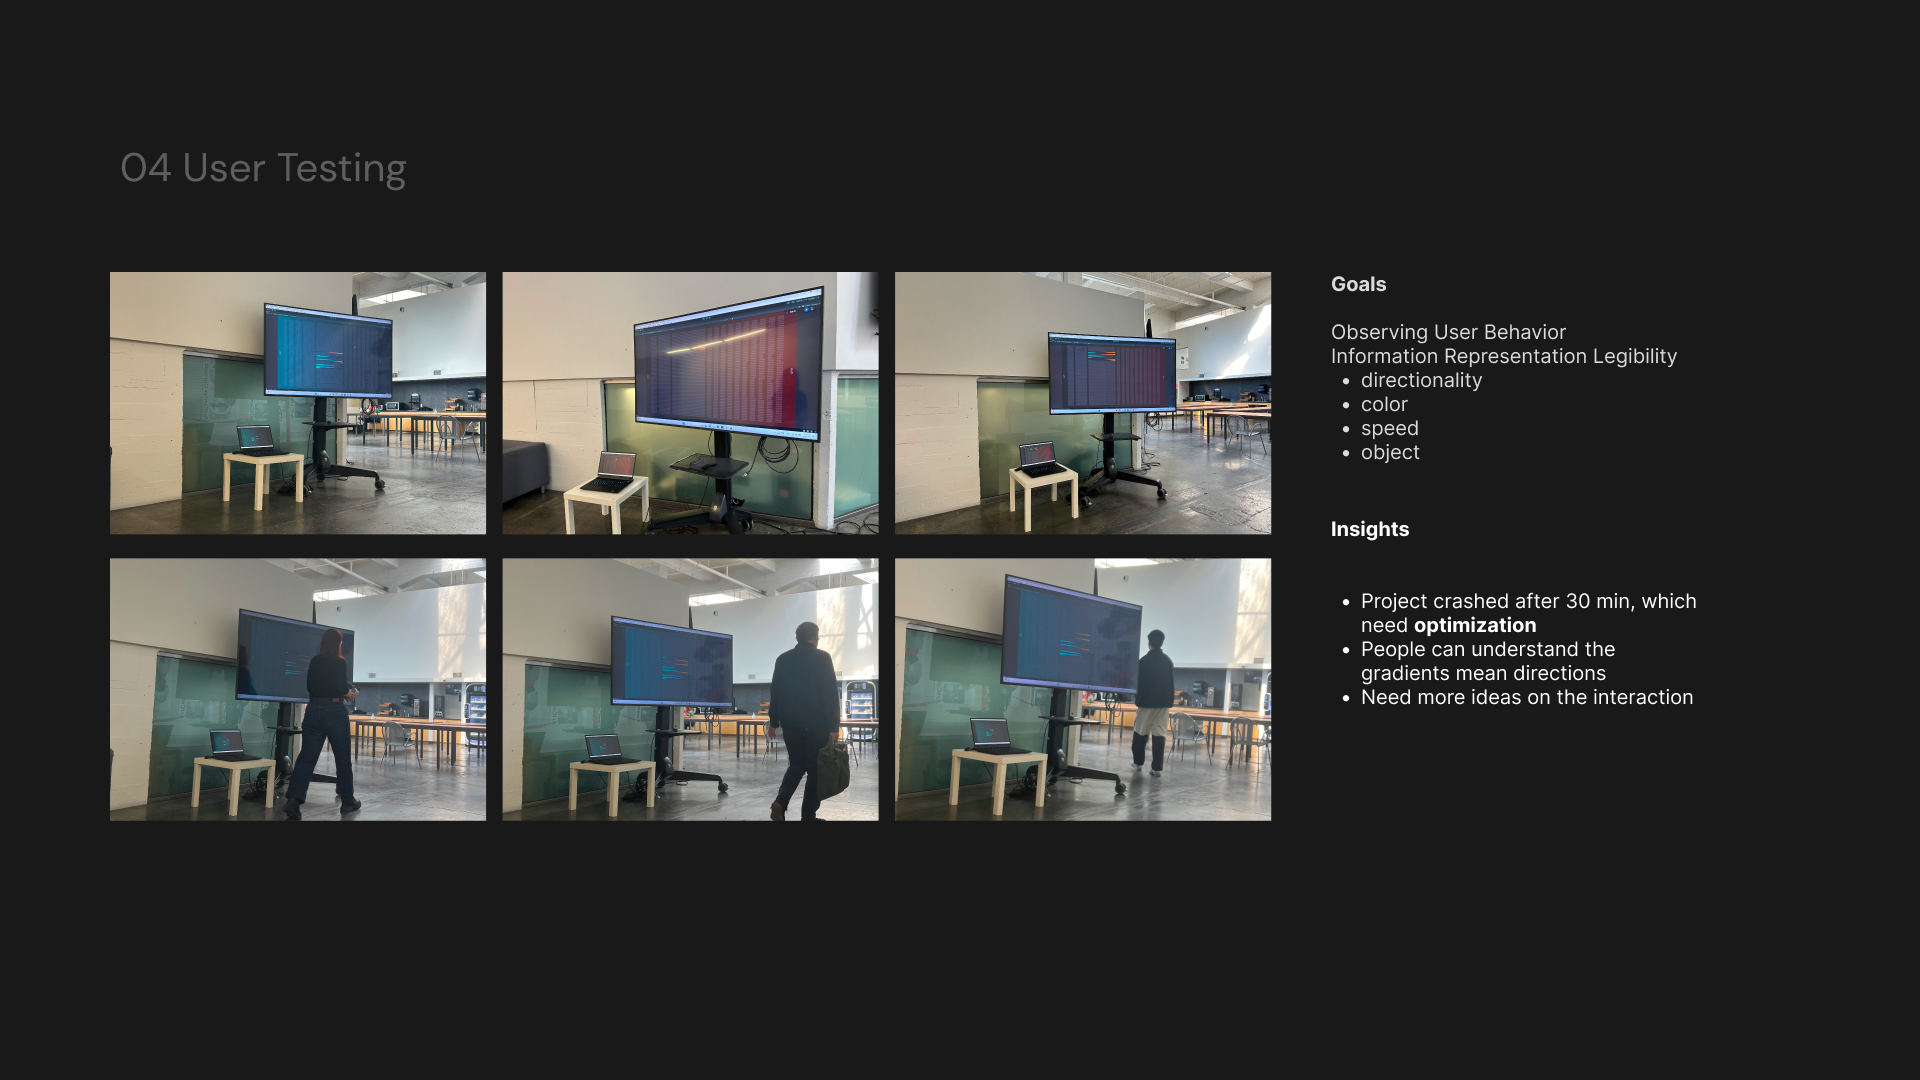 04 User Testing
Goals
Observing User Behavior
Information Representation Legibility
• directionality
• color
• speed
• object
Insights
• Project crashed after 30 min, which
need optimization
• People can understand the
gradients mean directions
• Need more ideas on the interaction